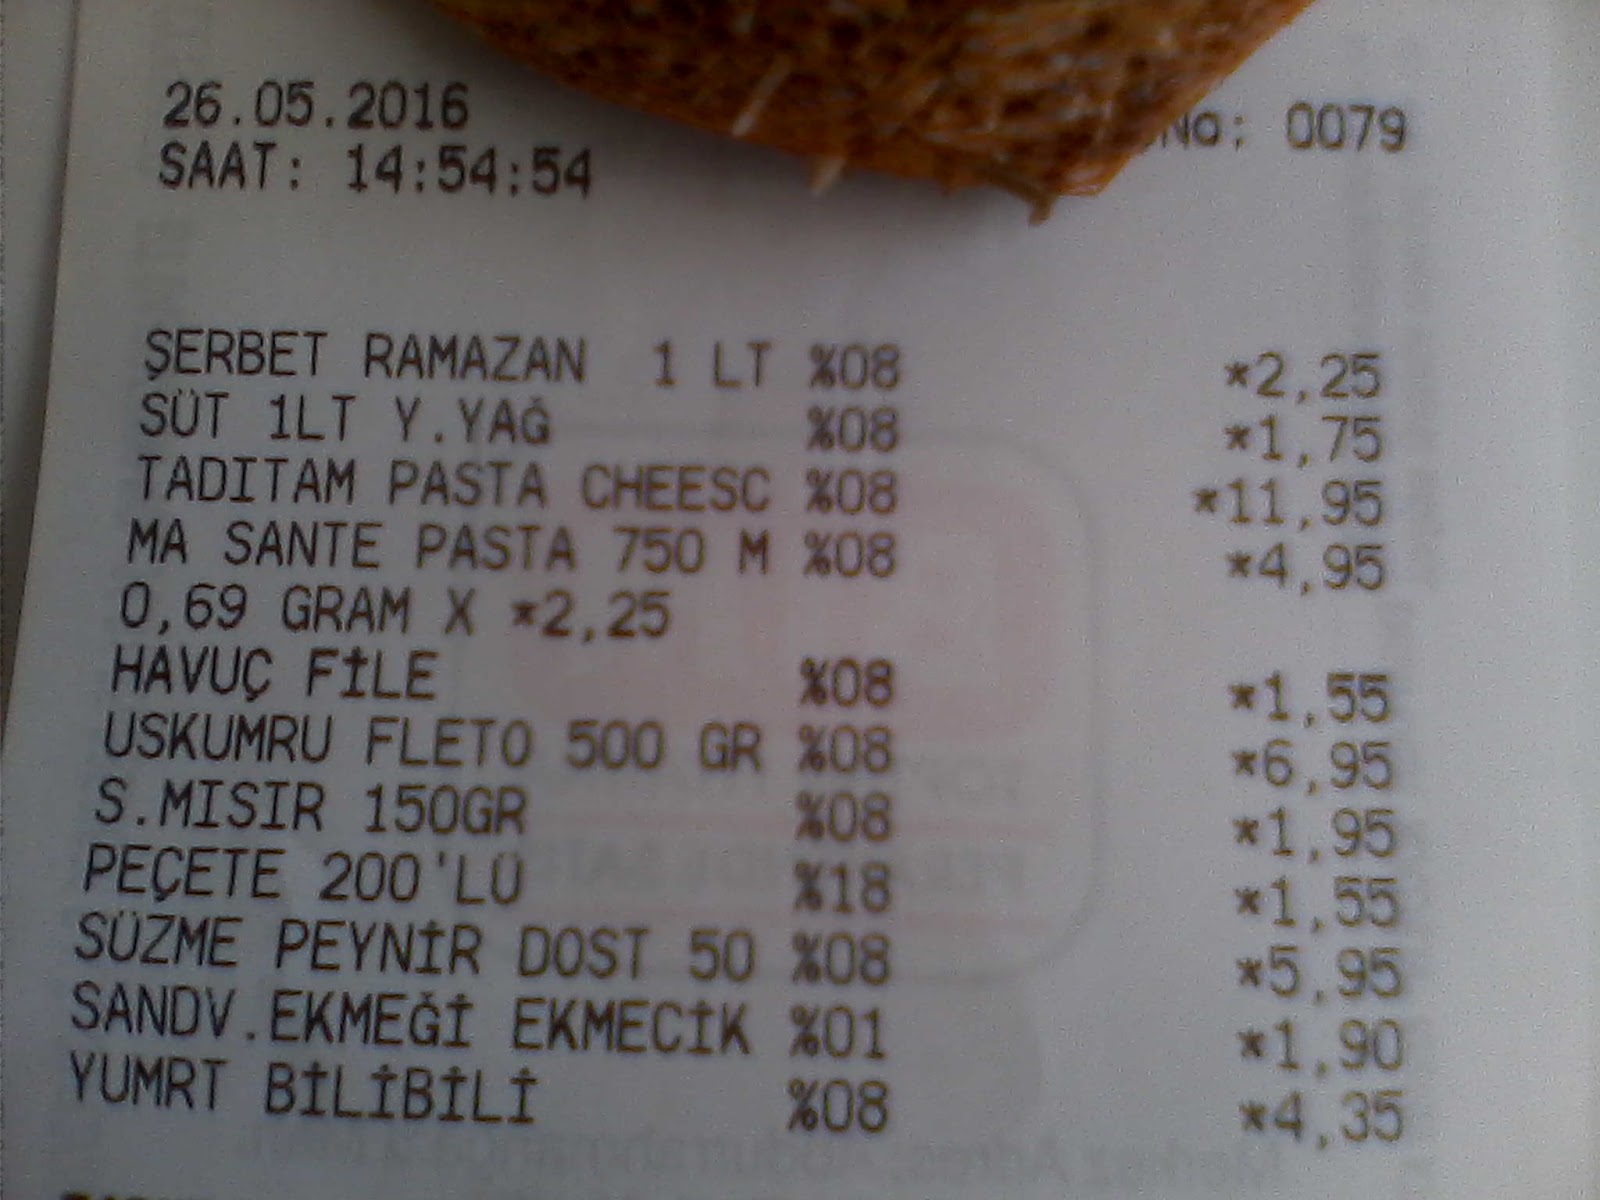 26.05.2016
No: 0079
SAAT: 14:54:54
ŞERBET RAMAZAN 1 LT %08 *2,25
SÜT 1LT Y.YAĞ %08 *1,75
TADITAM PASTA CHEESC %08 *11,95
MA SANTE PASTA 750 M %08 *4,95
0,69 GRAM X *2,25
HAVUÇ FİLE %08 *1,55
USKUMRU FLETO 500 GR %08 *6,95
S.MISIR 150GR %08 *1,95
PEÇETE 200'LÜ %18 *1,55
SÜZME PEYNİR DOST 50 %08 *5,95
SANDV.EKMEĞİ EKMECİK %01 *1,90
YUMRT BİLİBİLİ %08 *4,35